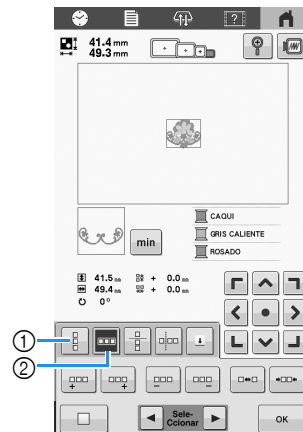 41.4 mm
49.3 mm
CAQUI
GRIS CALIENTE
ROSADO
min
41.5 mm + 0.0 mm
49.4 mm + 0.0 mm
0°
1
2
Sele-
Ccionar
OK